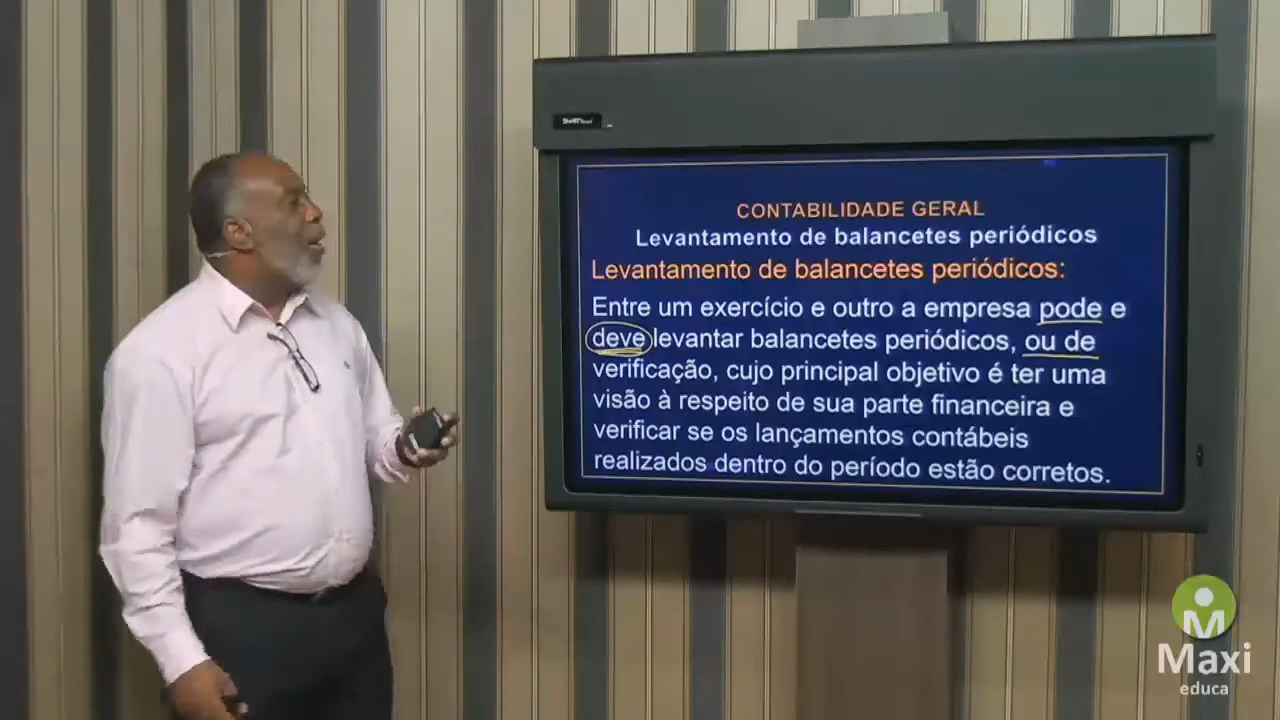 SMART Board
CONTABILIDADE GERAL
Levantamento de balancetes periódicos
Levantamento de balancetes periódicos:
Entre um exercício e outro a empresa pode e
deve levantar balancetes periódicos, ou de
verificação, cujo principal objetivo é ter uma
visão à respeito de sua parte financeira e
verificar se os lançamentos contábeis
realizados dentro do período estão corretos.
M
Maxi
educa